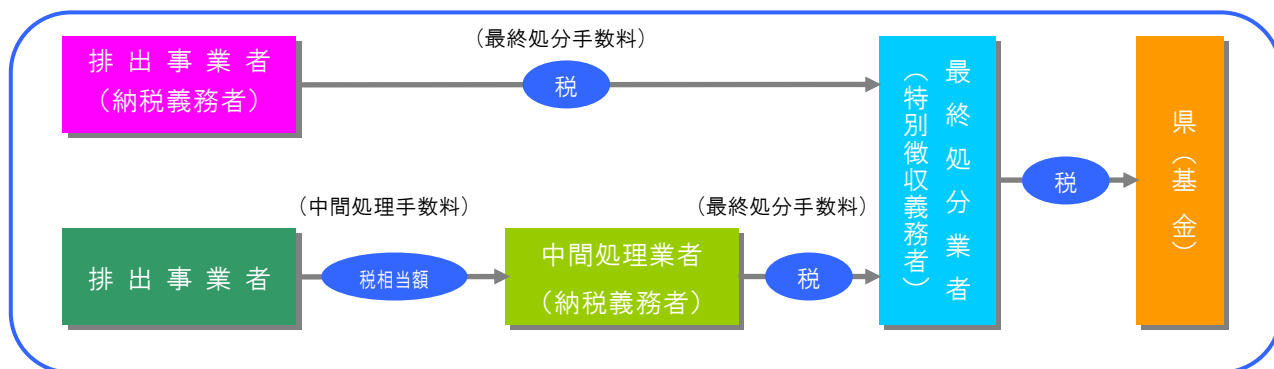 （最終処分手数料）
排出事業者
（納税義務者）
税
最終処分業者
（特別徴収義務者）
県（基金）
税
（中間処理手数料）
（最終処分手数料）
排出事業者
税相当額
中間処理業者
（納税義務者）
税